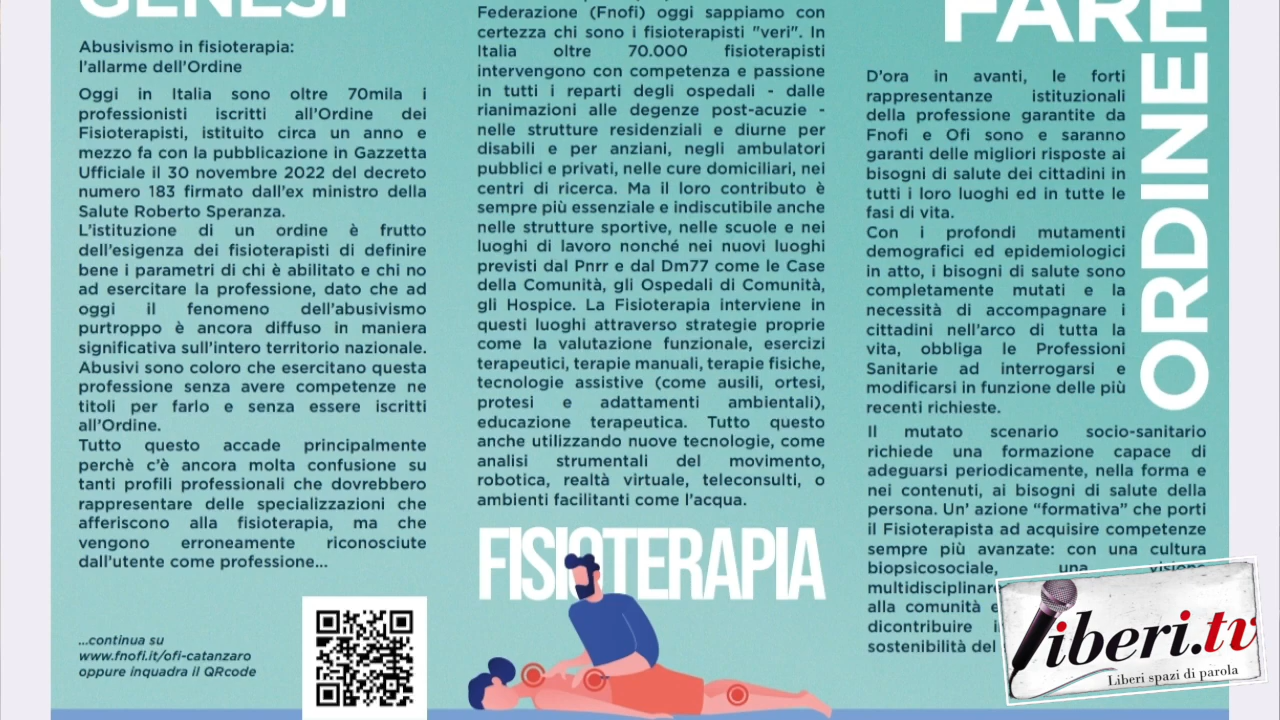 GENESI
Abusivismo in fisioterapia:
l'allarme dell'Ordine
Oggi in Italia sono oltre 70mila i
professionisti iscritti all'Ordine dei
Fisioterapisti, istituito circa un anno e
mezzo fa con la pubblicazione in Gazzetta
Ufficiale il 30 novembre 2022 del decreto
numero 183 firmato dall'ex ministro della
Salute Roberto Speranza.
L'istituzione di un ordine è frutto
dell'esigenza dei fisioterapisti di definire
bene i parametri di chi è abilitato e chi no
ad esercitare la professione, dato che ad
oggi il fenomeno dell'abusivismo
purtroppo è ancora diffuso in maniera
significativa sull'intero territorio nazionale.
Abusivi sono coloro che esercitano questa
professione senza avere competenze ne
titoli per farlo e senza essere iscritti
all'Ordine.
Tutto questo accade principalmente
perchè c'è ancora molta confusione su
tanti profili professionali che dovrebbero
rappresentare delle specializzazioni che
afferiscono alla fisioterapia, ma che
vengono erroneamente riconosciute
dall'utente come professione...
...continua su
www.fnofi.it/ofi-catanzaro
oppure inquadra il QRcode
Federazione (Fnofi) oggi sappiamo con
certezza chi sono i fisioterapisti "veri". In
Italia oltre 70.000 fisioterapisti
intervengono con competenza e passione
in tutti i reparti degli ospedali - dalle
rianimazioni alle degenze post-acuzie -
nelle strutture residenziali e diurne per
disabili e per anziani, negli ambulatori
pubblici e privati, nelle cure domiciliari, nei
centri di ricerca. Ma il loro contributo è
sempre più essenziale e indiscutibile anche
nelle strutture sportive, nelle scuole e nei
luoghi di lavoro nonché nei nuovi luoghi
previsti dal Pnrr e dal Dm77 come le Case
della Comunità, gli Ospedali di Comunità,
gli Hospice. La Fisioterapia interviene in
questi luoghi attraverso strategie proprie
come la valutazione funzionale, esercizi
terapeutici, terapie manuali, terapie fisiche,
tecnologie assistive (come ausili, ortesi,
protesi e adattamenti ambientali),
educazione terapeutica. Tutto questo
anche utilizzando nuove tecnologie, come
analisi strumentali del movimento,
robotica, realtà virtuale, teleconsulti, o
ambienti facilitanti come l'acqua.
FISIOTERAPIA
FARE
ORDINE
D'ora in avanti, le forti
rappresentanze istituzionali
della professione garantite da
Fnofi e Ofi sono e saranno
garanti delle migliori risposte ai
bisogni di salute dei cittadini in
tutti i loro luoghi ed in tutte le
fasi di vita.
Con i profondi mutamenti
demografici ed epidemiologici
in atto, i bisogni di salute sono
completamente mutati e la
necessità di accompagnare i
cittadini nell'arco di tutta la
vita, obbliga le Professioni
Sanitarie ad interrogarsi e
modificarsi in funzione delle più
recenti richieste.
Il mutato scenario socio-sanitario
richiede una formazione capace di
adeguarsi periodicamente, nella forma e
nei contenuti, ai bisogni di salute della
persona. Un' azione "formativa" che porti
il Fisioterapista ad acquisire competenze
sempre più avanzate: con una cultura
biopsicosociale, una visione
alla comunità e
dicontribuire
sostenibilità del
liberi.tv
Liberi spazi di parola